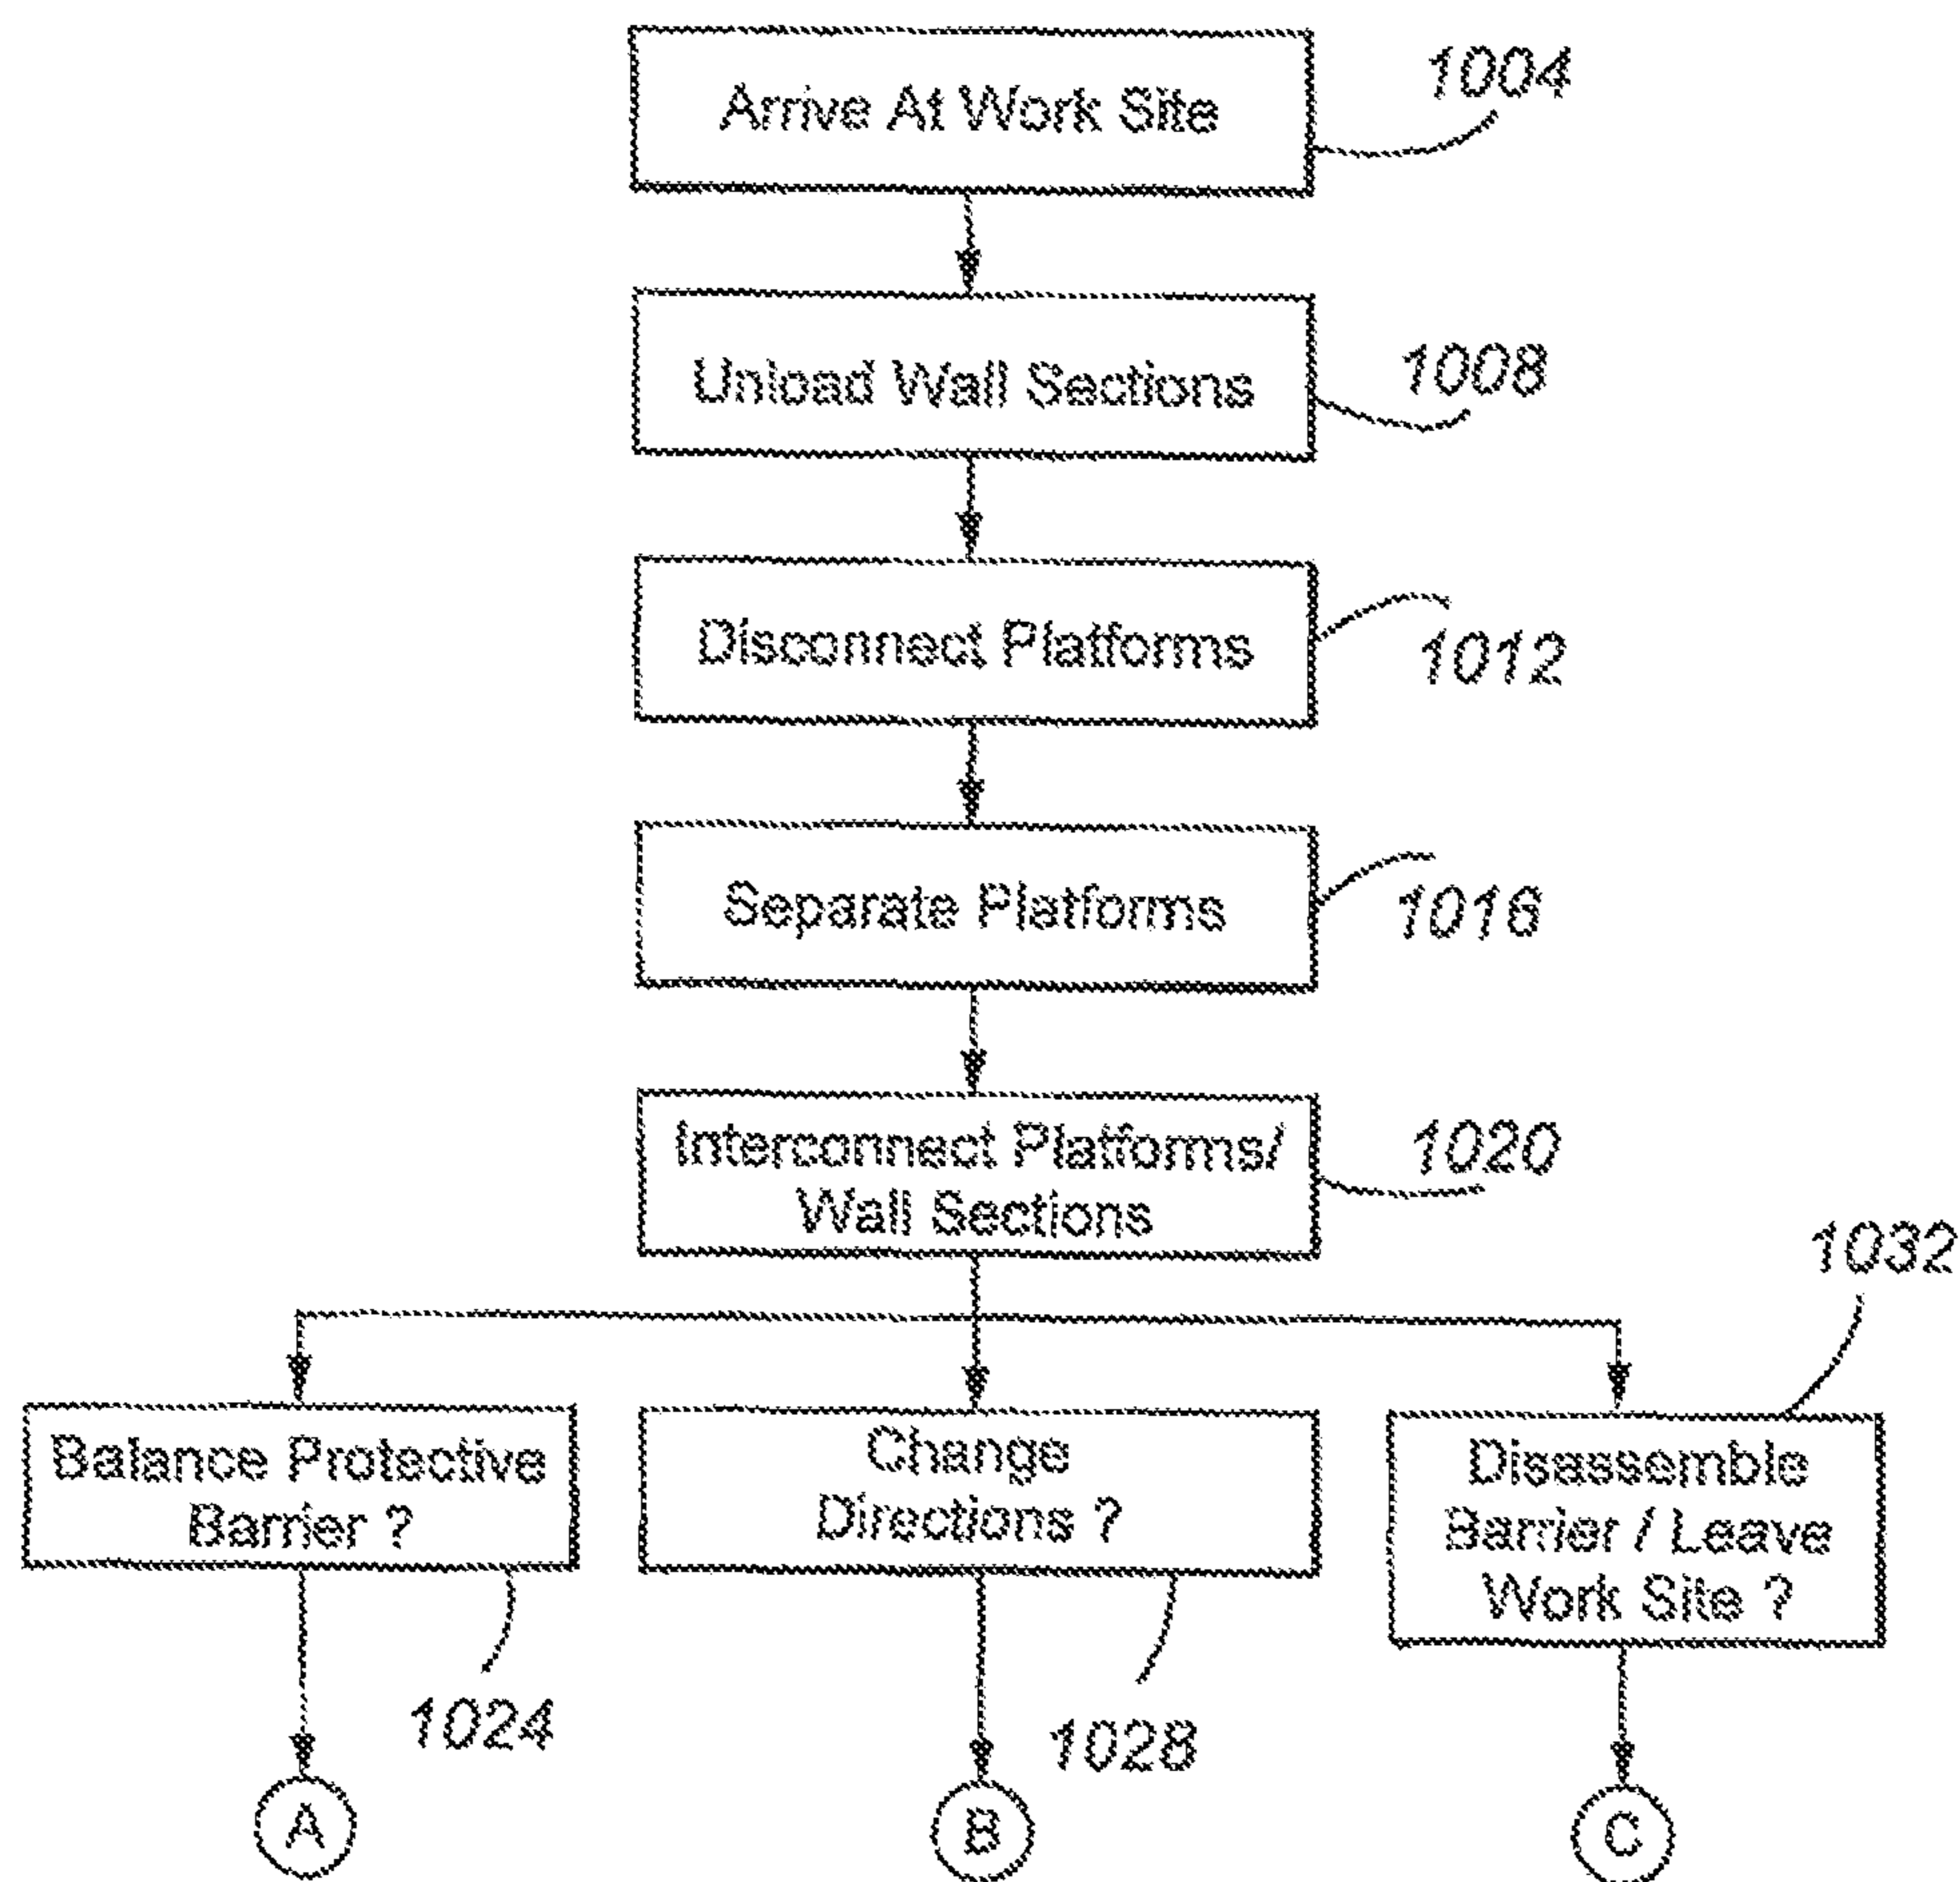 Arrive At Work Site
1004
Unload Wall Sections
1008
Disconnect Platforms
1012
Separate Platforms
1016
Interconnect Platforms/
Wall Sections
1020
1032
Balance Protective
Barrier ?
1024
Change
Directions ?
1028
Disassemble
Barrier / Leave
Work Site ?
A
B
C